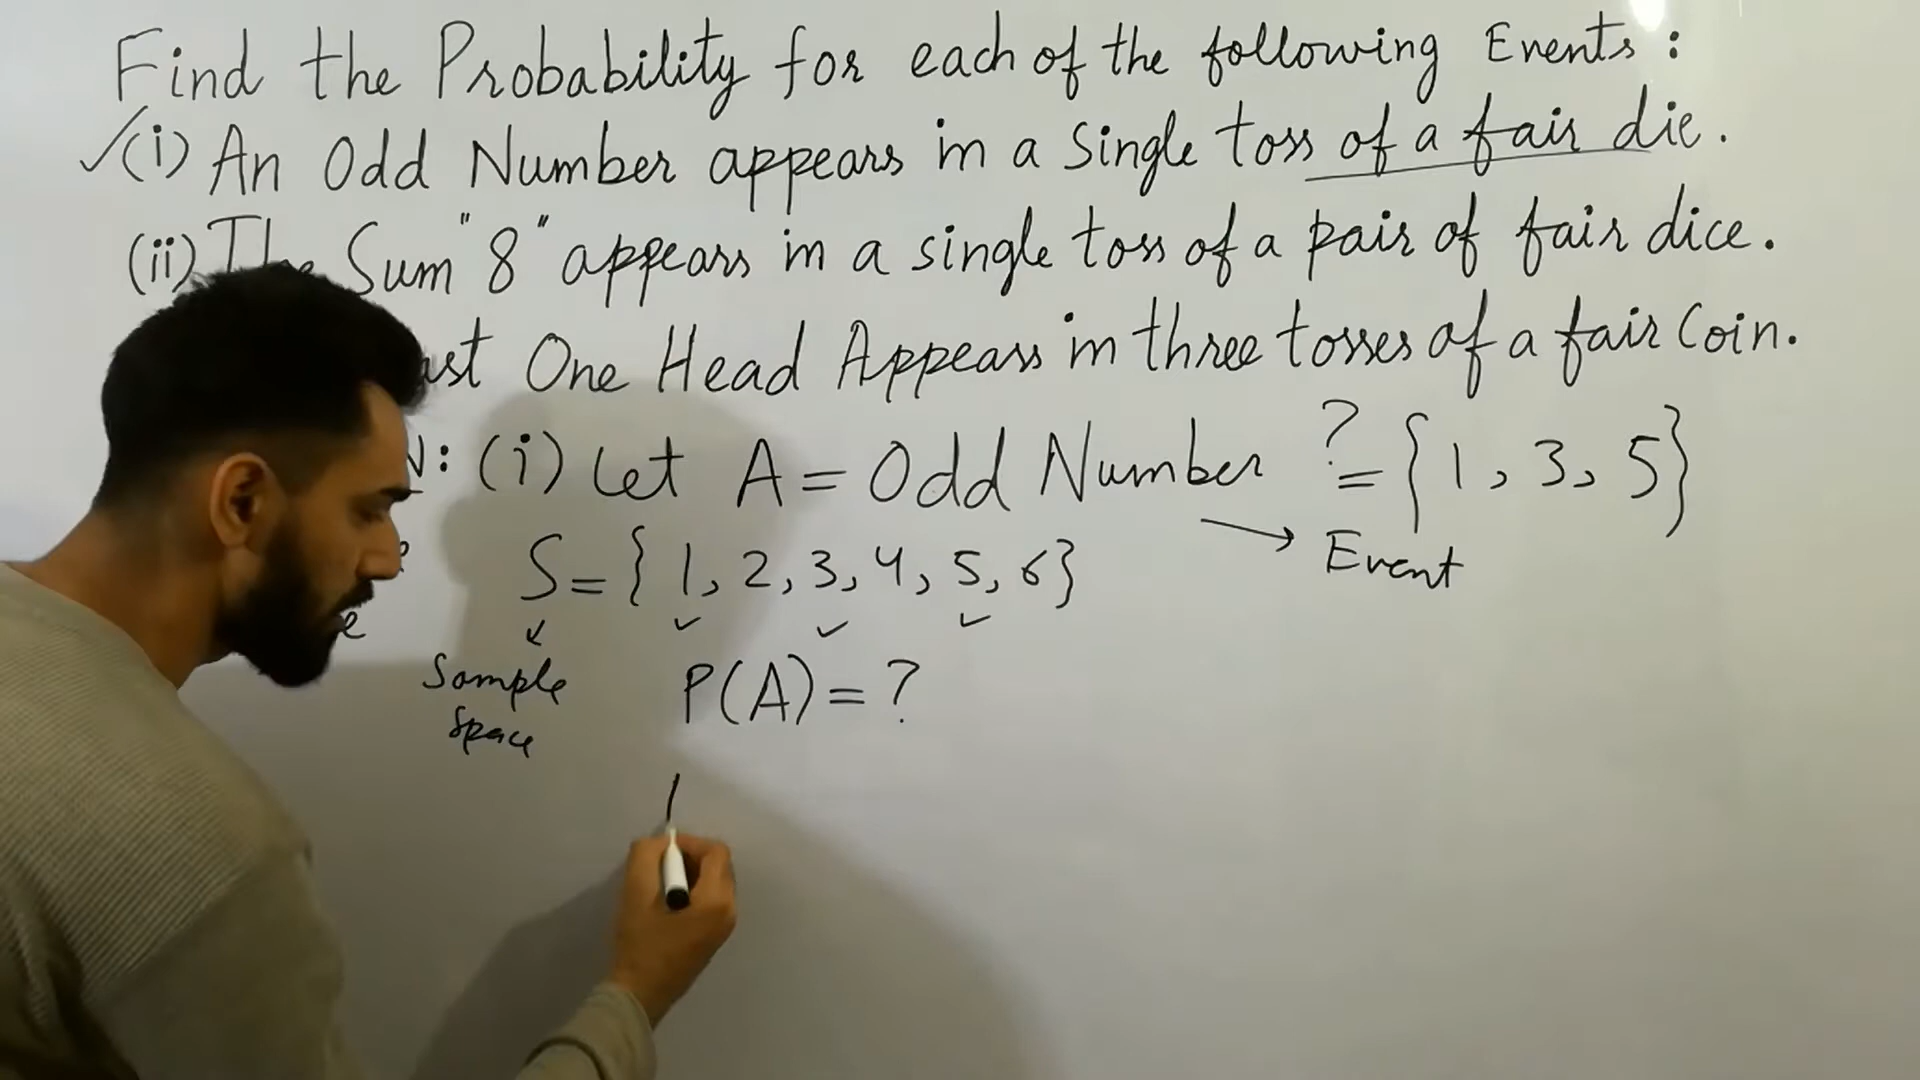 Find the Probability for each of the following Events :
(i) An Odd Number appears in a Single toss of a fair die.
(ii) The Sum "8" appears in a single toss of a pair of fair dice.
One Head Appears in three tosses of a fair Coin.
: (i) Let A = Odd Number ? = { 1, 3, 5}
→ Event
S = { 1, 2, 3, 4, 5, 6}
Sample
Space
P(A) = ?